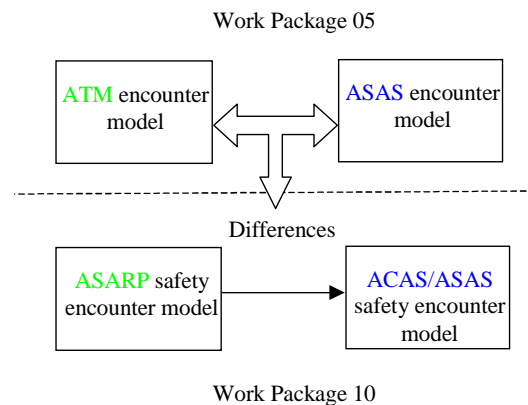 Work Package 05
ATM encounter
model
ASAS encounter
model
Differences
ASARP safety
encounter model
ACAS/ASAS
safety encounter
model
Work Package 10